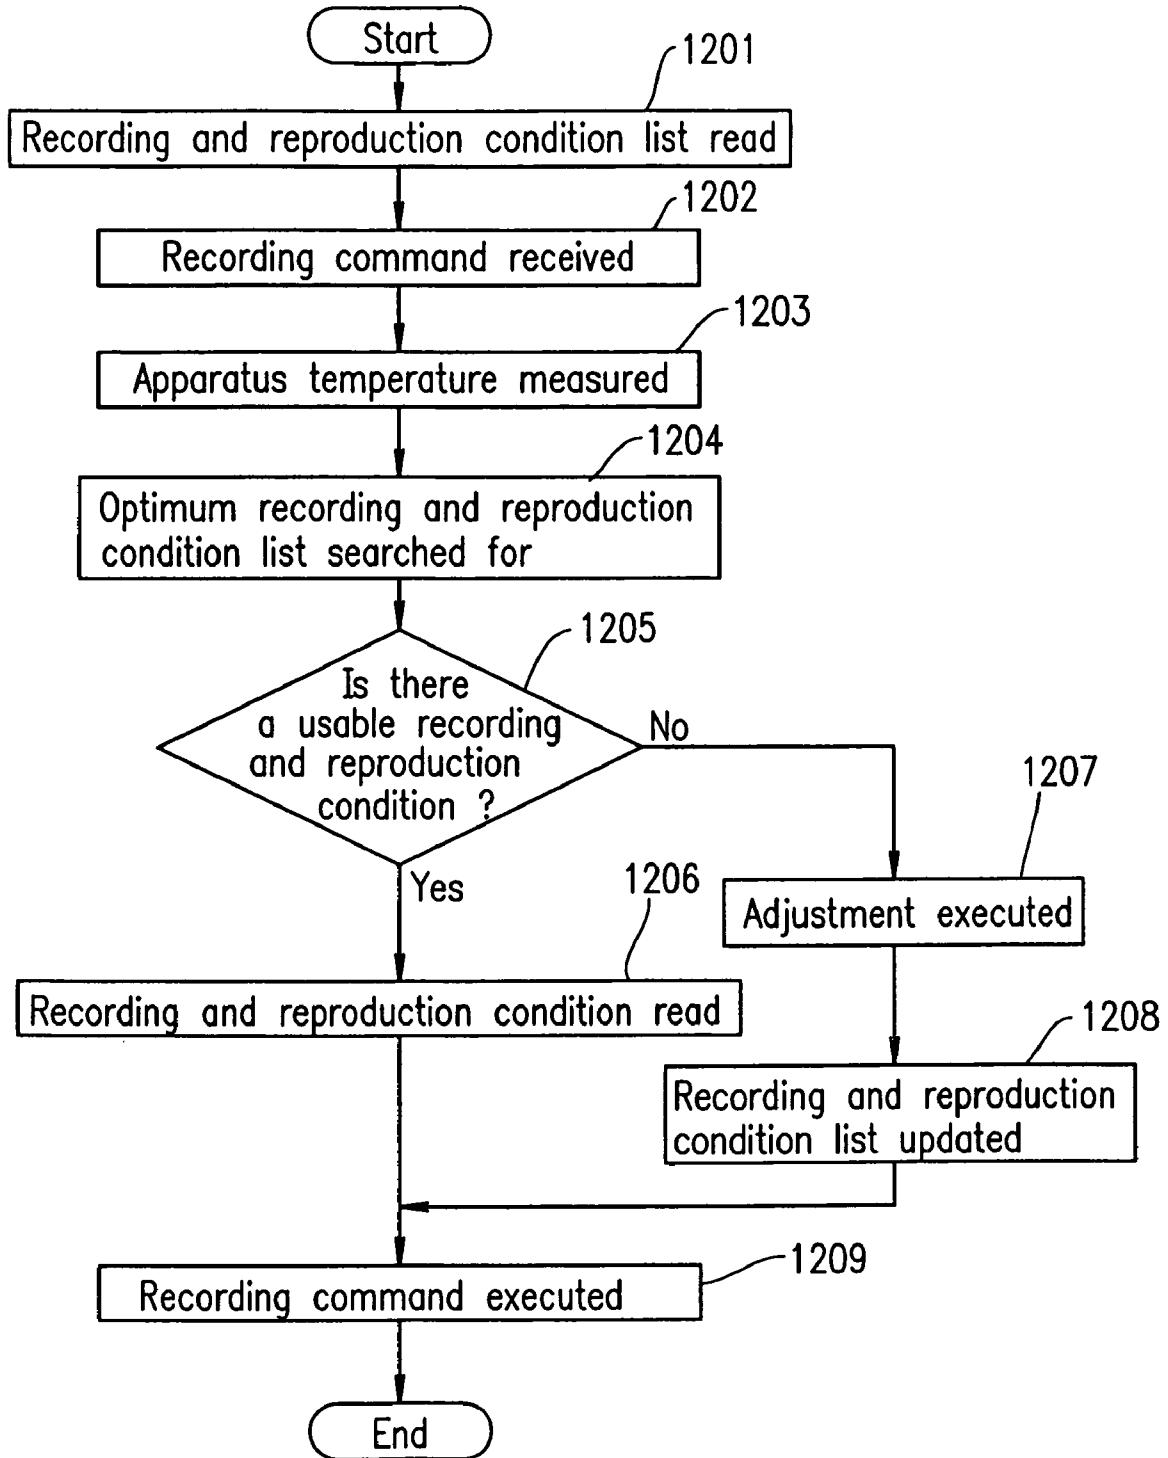 Start
1201
Recording and reproduction condition list read
1202
Recording command received
1203
Apparatus temperature measured
1204
Optimum recording and reproduction
condition list searched for
1205
Is there
a usable recording
and reproduction
condition ?
No
Yes
1207
Adjustment executed
1206
Recording and reproduction condition read
1208
Recording and reproduction
condition list updated
1209
Recording command executed
End